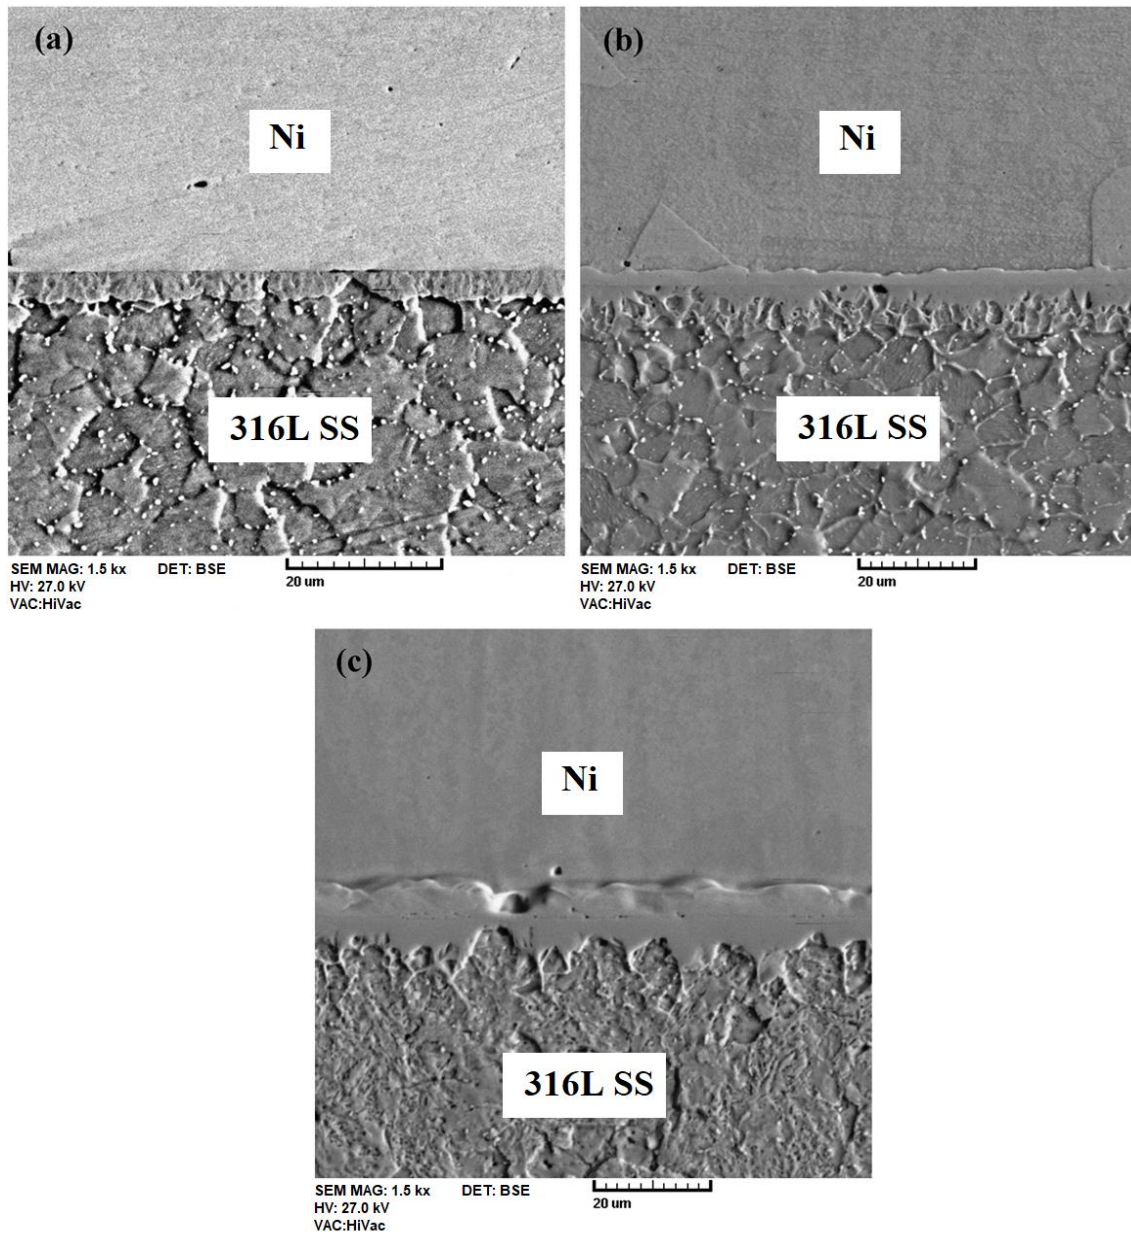 (a)
Ni
316L SS
SEM MAG: 1.5 kx DET: BSE
HV: 27.0 kV
VAC:HiVac
20 um
(b)
Ni
316L SS
SEM MAG: 1.5 kx DET: BSE
HV: 27.0 kV
VAC:HiVac
20 um
(c)
Ni
316L SS
SEM MAG: 1.5 kx DET: BSE
HV: 27.0 kV
VAC:HiVac
20 um